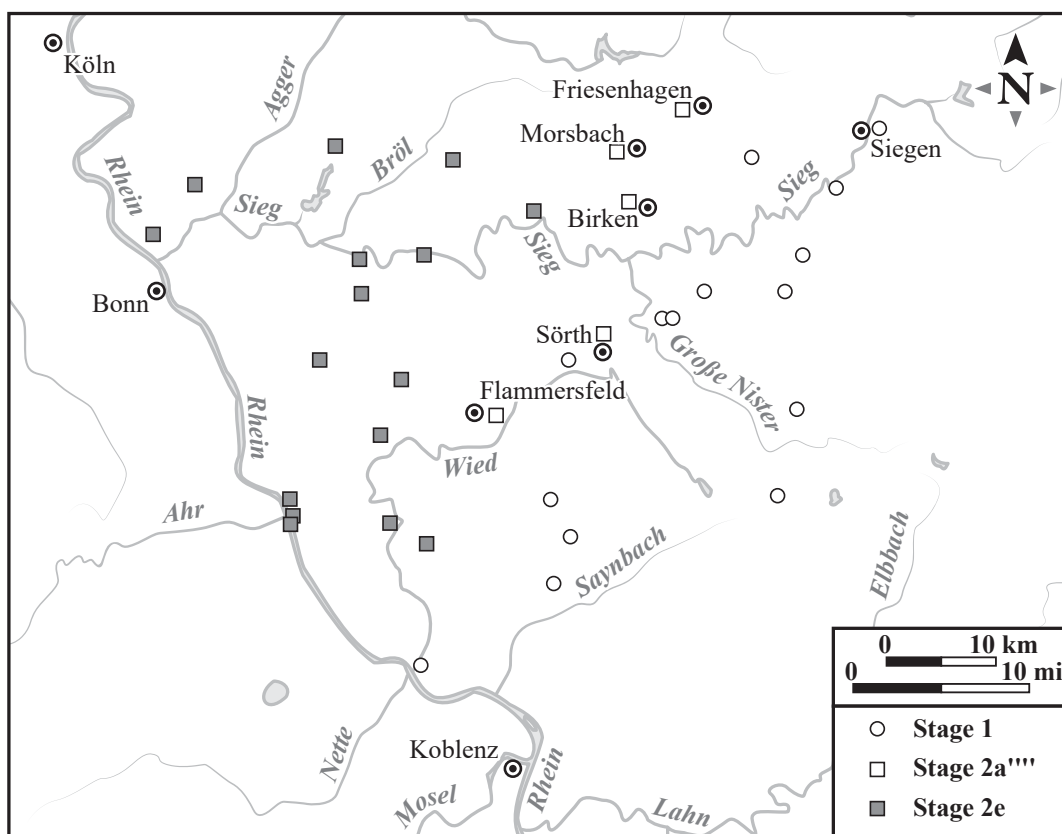 Köln
Agger
Friesenhagen
N
Morsbach
Siegen
Bröl
Rhein
Sieg
Sieg
Birken
Sieg
Bonn
Sörth
Große Nister
Flammersfeld
Rhein
Wied
Ahr
Saynbach
Elbbach
0 10 km
0 10 mi
Stage 1
Nette
Koblenz
Rhein
Stage 2a''''
Mosel
Lahn
Stage 2e